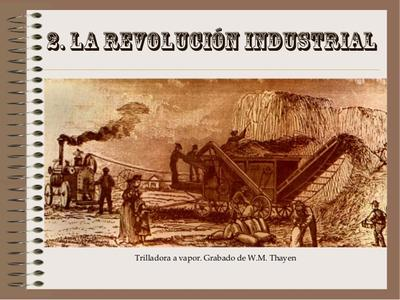 2. LA REVOLUCIÓN INDUSTRIAL
Trilladora a vapor. Grabado de W.M. Thayen